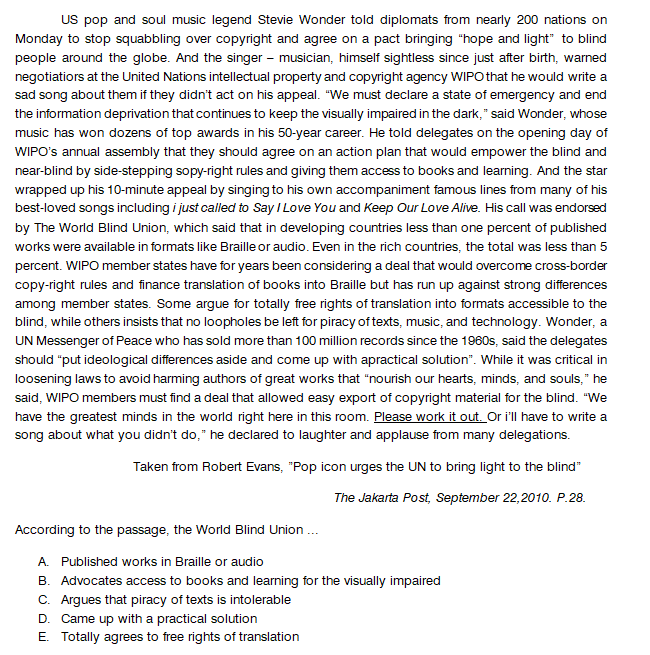 US pop and soul music legend Stevie Wonder told diplomats from nearly 200 nations on
Monday to stop squabbling over copyright and agree on a pact bringing “hope and light” to blind
people around the globe. And the singer – musician, himself sightless since just after birth, warned
negotiatiors at the United Nations intellectual property and copyright agency WIPO that he would write a
sad song about them if they didn’t act on his appeal. “We must declare a state of emergency and end
the information deprivation that continues to keep the visually impaired in the dark,” said Wonder, whose
music has won dozens of top awards in his 50-year career. He told delegates on the opening day of
WIPO’s annual assembly that they should agree on an action plan that would empower the blind and
near-blind by side-stepping sopy-right rules and giving them access to books and learning. And the star
wrapped up his 10-minute appeal by singing to his own accompaniment famous lines from many of his
best-loved songs including i just called to Say I Love You and Keep Our Love Alive. His call was endorsed
by The World Blind Union, which said that in developing countries less than one percent of published
works were available in formats like Braille or audio. Even in the rich countries, the total was less than 5
percent. WIPO member states have for years been considering a deal that would overcome cross-border
copy-right rules and finance translation of books into Braille but has run up against strong differences
among member states. Some argue for totally free rights of translation into formats accessible to the
blind, while others insists that no loopholes be left for piracy of texts, music, and technology. Wonder, a
UN Messenger of Peace who has sold more than 100 million records since the 1960s, said the delegates
should “put ideological differences aside and come up with apractical solution”. While it was critical in
loosening laws to avoid harming authors of great works that “nourish our hearts, minds, and souls,” he
said, WIPO members must find a deal that allowed easy export of copyright material for the blind. “We
have the greatest minds in the world right here in this room. Please work it out. Or i’ll have to write a
song about what you didn’t do,” he declared to laughter and applause from many delegations.
Taken from Robert Evans, ”Pop icon urges the UN to bring light to the blind”
The Jakarta Post, September 22,2010. P.28.
According to the passage, the World Blind Union ...
A. Published works in Braille or audio
B. Advocates access to books and learning for the visually impaired
C. Argues that piracy of texts is intolerable
D. Came up with a practical solution
E. Totally agrees to free rights of translation